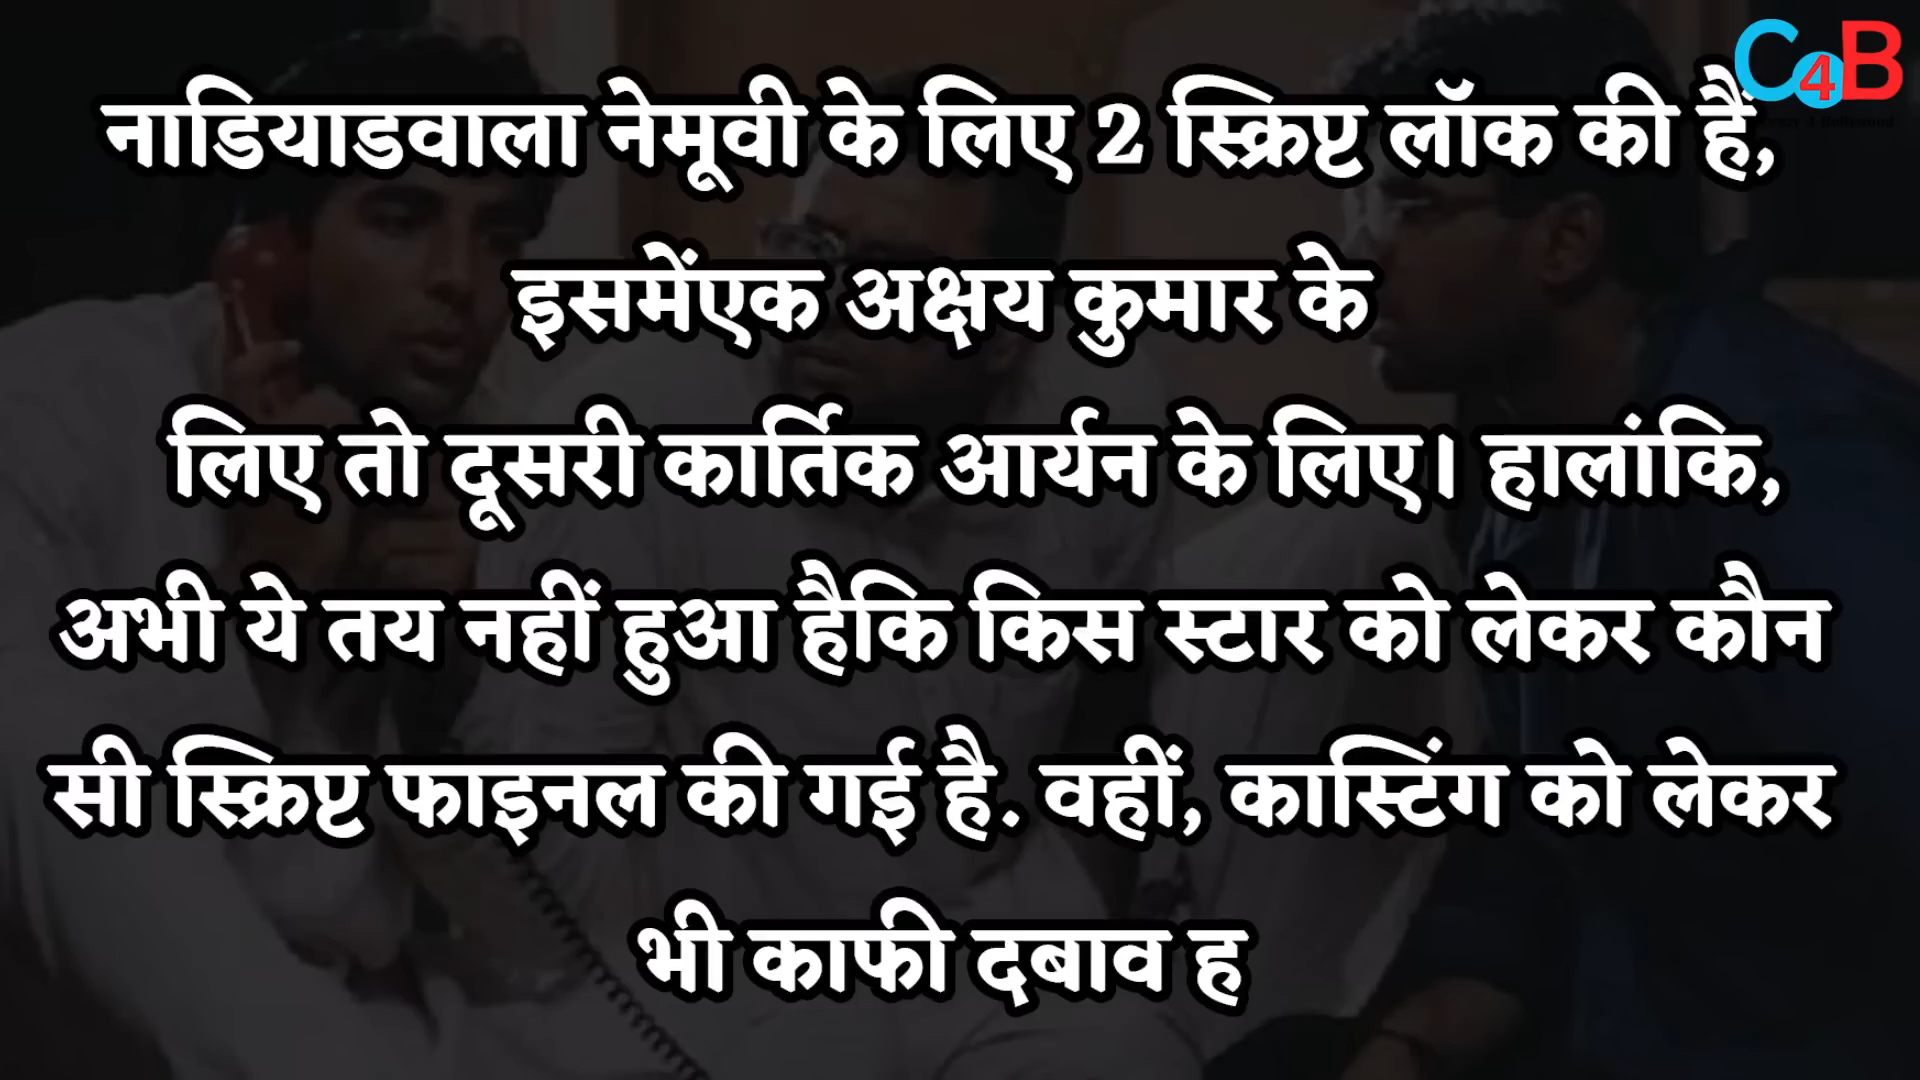 C4B
नाडियाडवाला नेमूवी के लिए 2 स्क्रिप्ट लॉक की हैं,
इसमेंएक अक्षय कुमार के
लिए तो दूसरी कार्तिक आर्यन के लिए। हालांकि,
अभी ये तय नहीं हुआ हैकि किस स्टार को लेकर कौन
सी स्क्रिप्ट फाइनल की गई है. वहीं, कास्टिंग को लेकर
भी काफी दबाव ह